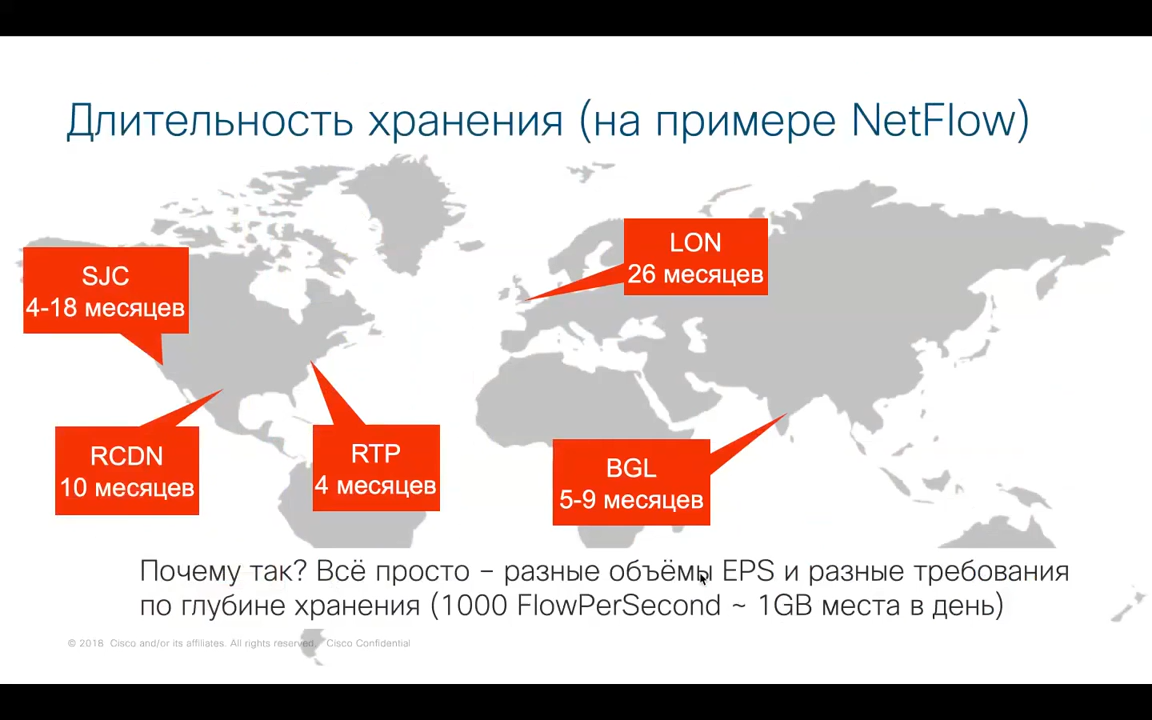 Длительность хранения (на примере NetFlow)
LON
26 месяцев
SJC
4-18 месяцев
RCDN
10 месяцев
RTP
4 месяцев
BGL
5-9 месяцев
Почему так? Всё просто – разные объёмы EPS и разные требования
по глубине хранения (1000 FlowPerSecond ~ 1GB места в день)
© 2018 Cisco and/or its affiliates. All rights reserved. Cisco Confidential